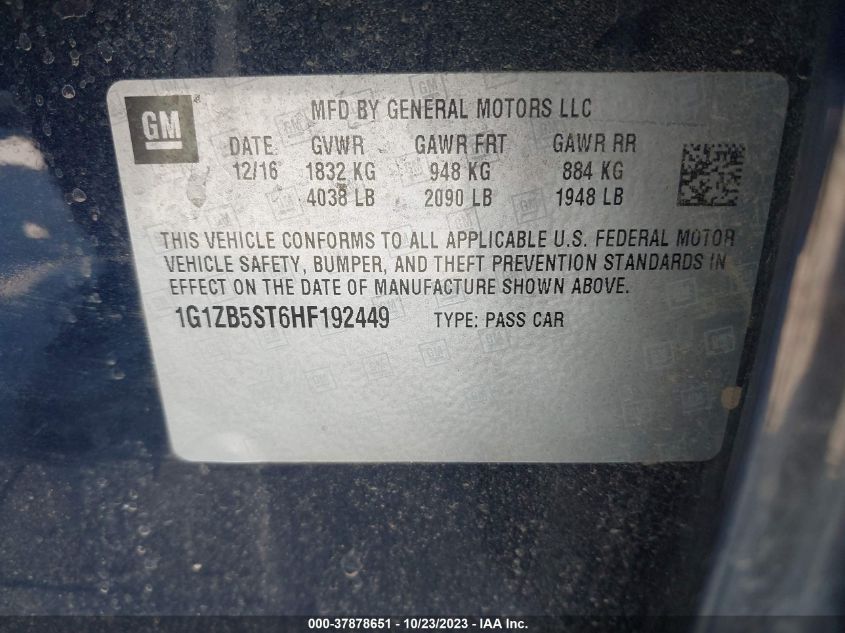 GM
MFD BY GENERAL MOTORS LLC
DATE GVWR GAWR FRT GAWR RR
12/16 1832 KG 948 KG 884 KG
4038 LB 2090 LB 1948 LB
THIS VEHICLE CONFORMS TO ALL APPLICABLE U.S. FEDERAL MOTOR
VEHICLE SAFETY, BUMPER, AND THEFT PREVENTION STANDARDS IN
EFFECT ON THE DATE OF MANUFACTURE SHOWN ABOVE.
1G1ZB5ST6HF192449 TYPE: PASS CAR
000-37878651 | 10/23/2023 - IAA Inc.